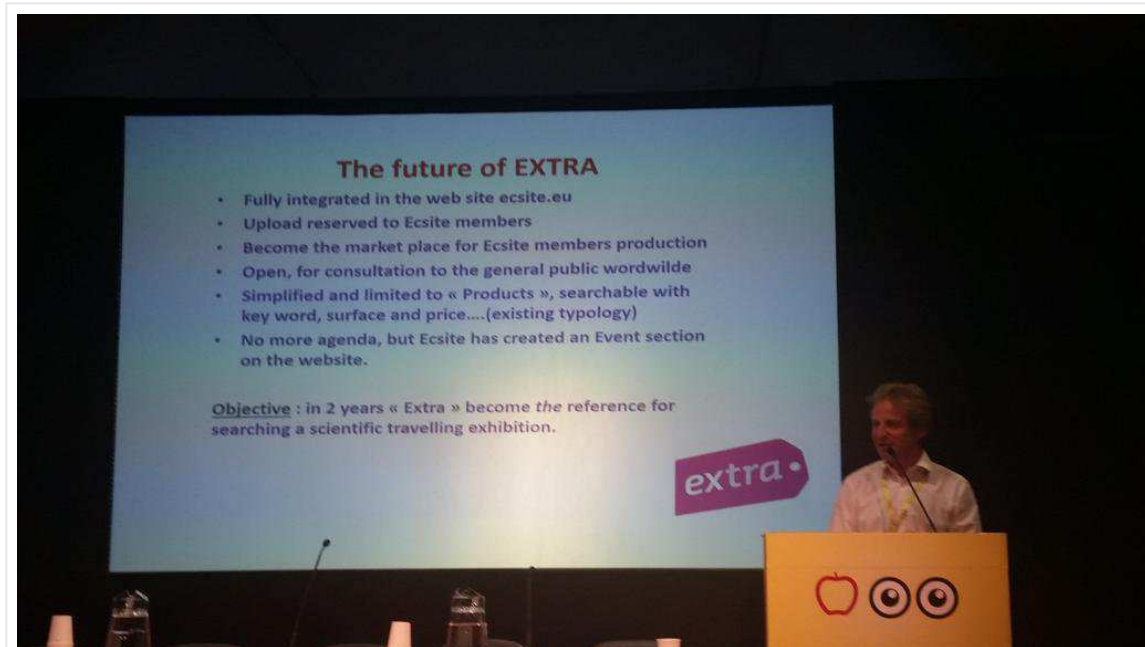 The future of EXTRA
• Fully integrated in the web site ecsite.eu
• Upload reserved to Ecsite members
• Become the market place for Ecsite members production
• Open, for consultation to the general public wordwilde
• Simplified and limited to « Products », searchable with
key word, surface and price....(existing typology)
• No more agenda, but Ecsite has created an Event section
on the website.
Objective : in 2 years « Extra » become the reference for
searching a scientific travelling exhibition.
extra